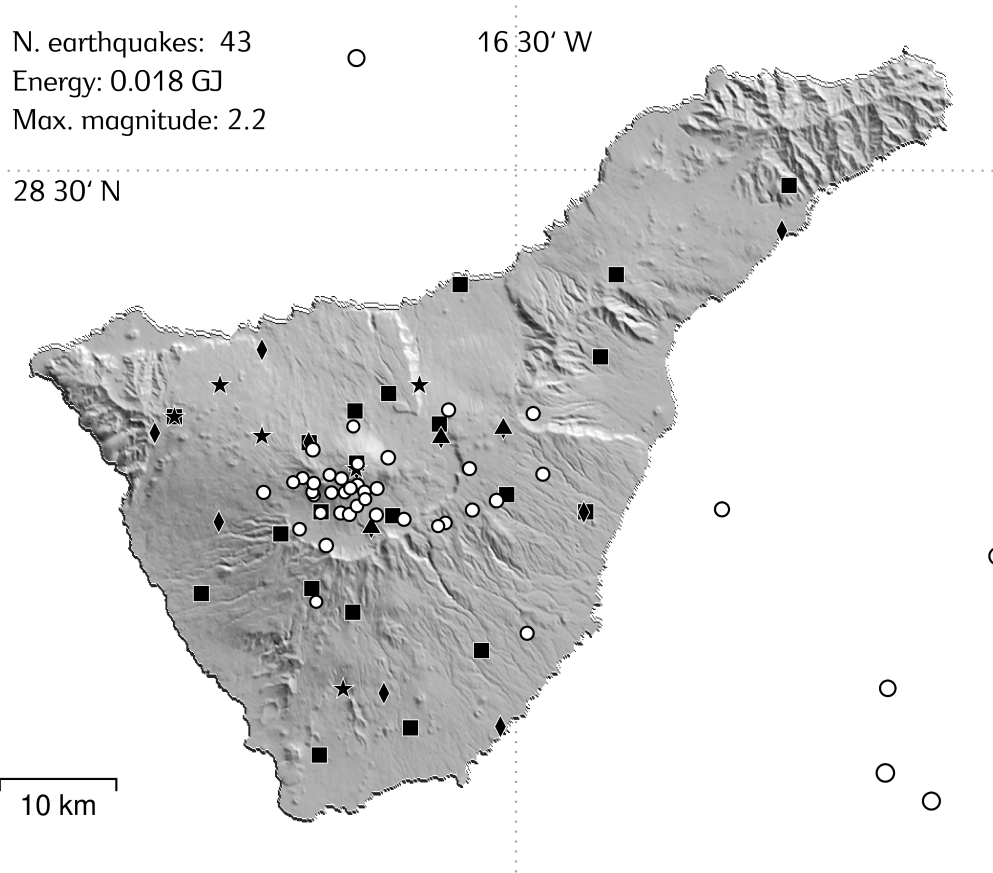 N. earthquakes: 43
16 30‘ W
Energy: 0.018 GJ
Max. magnitude: 2.2
28 30‘ N
10 km